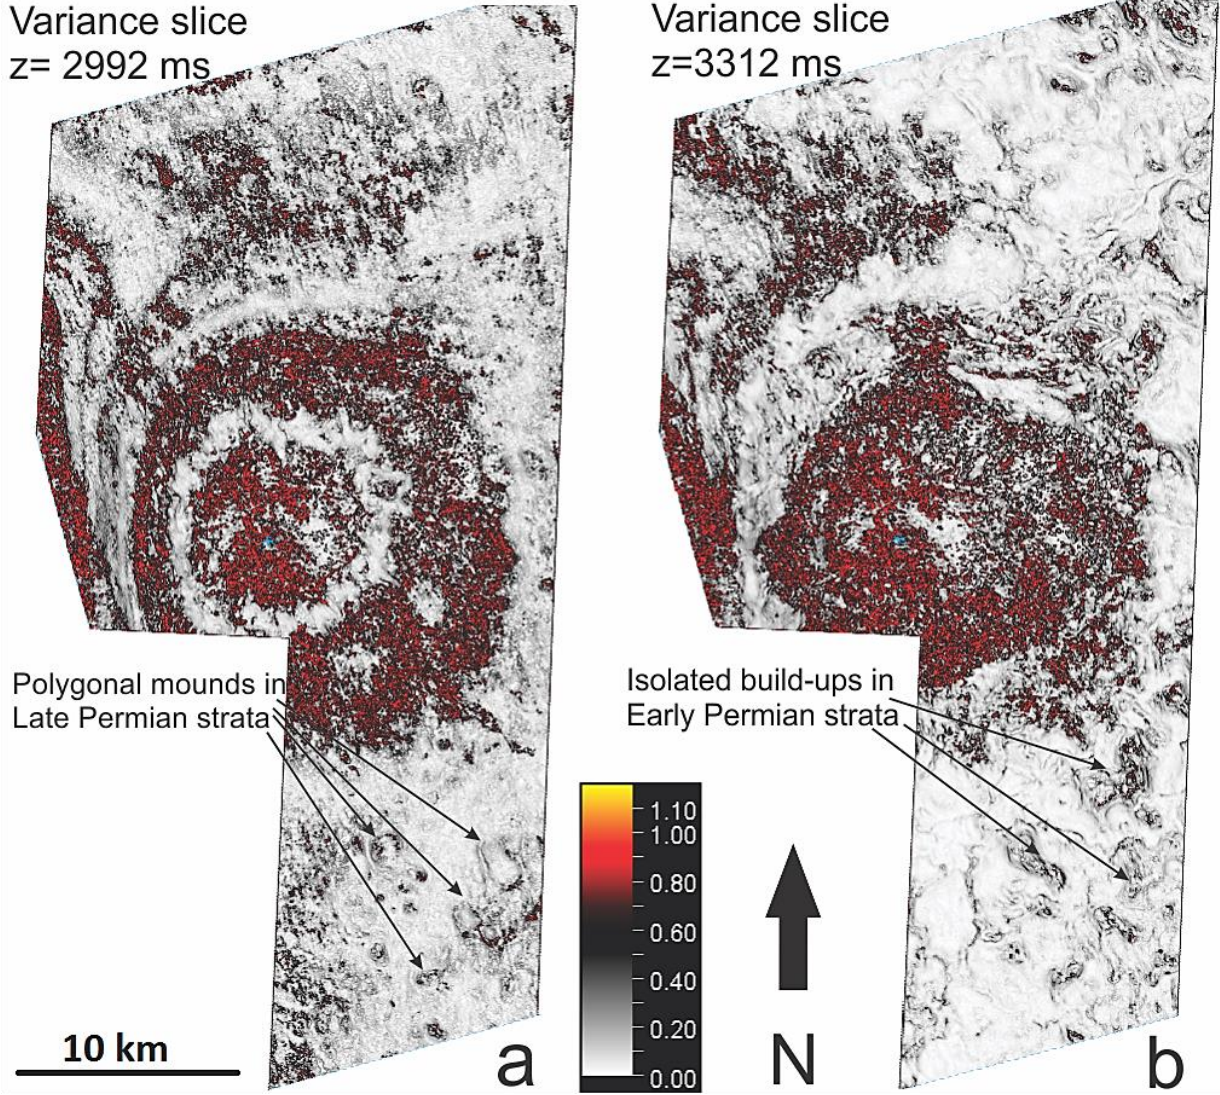 Variance slice
z= 2992 ms
Variance slice
z=3312 ms
Polygonal mounds in
Late Permian strata
Isolated build-ups in
Early Permian strata
1.10
1.00
0.80
0.60
0.40
0.20
0.00
10 km
a
N
b